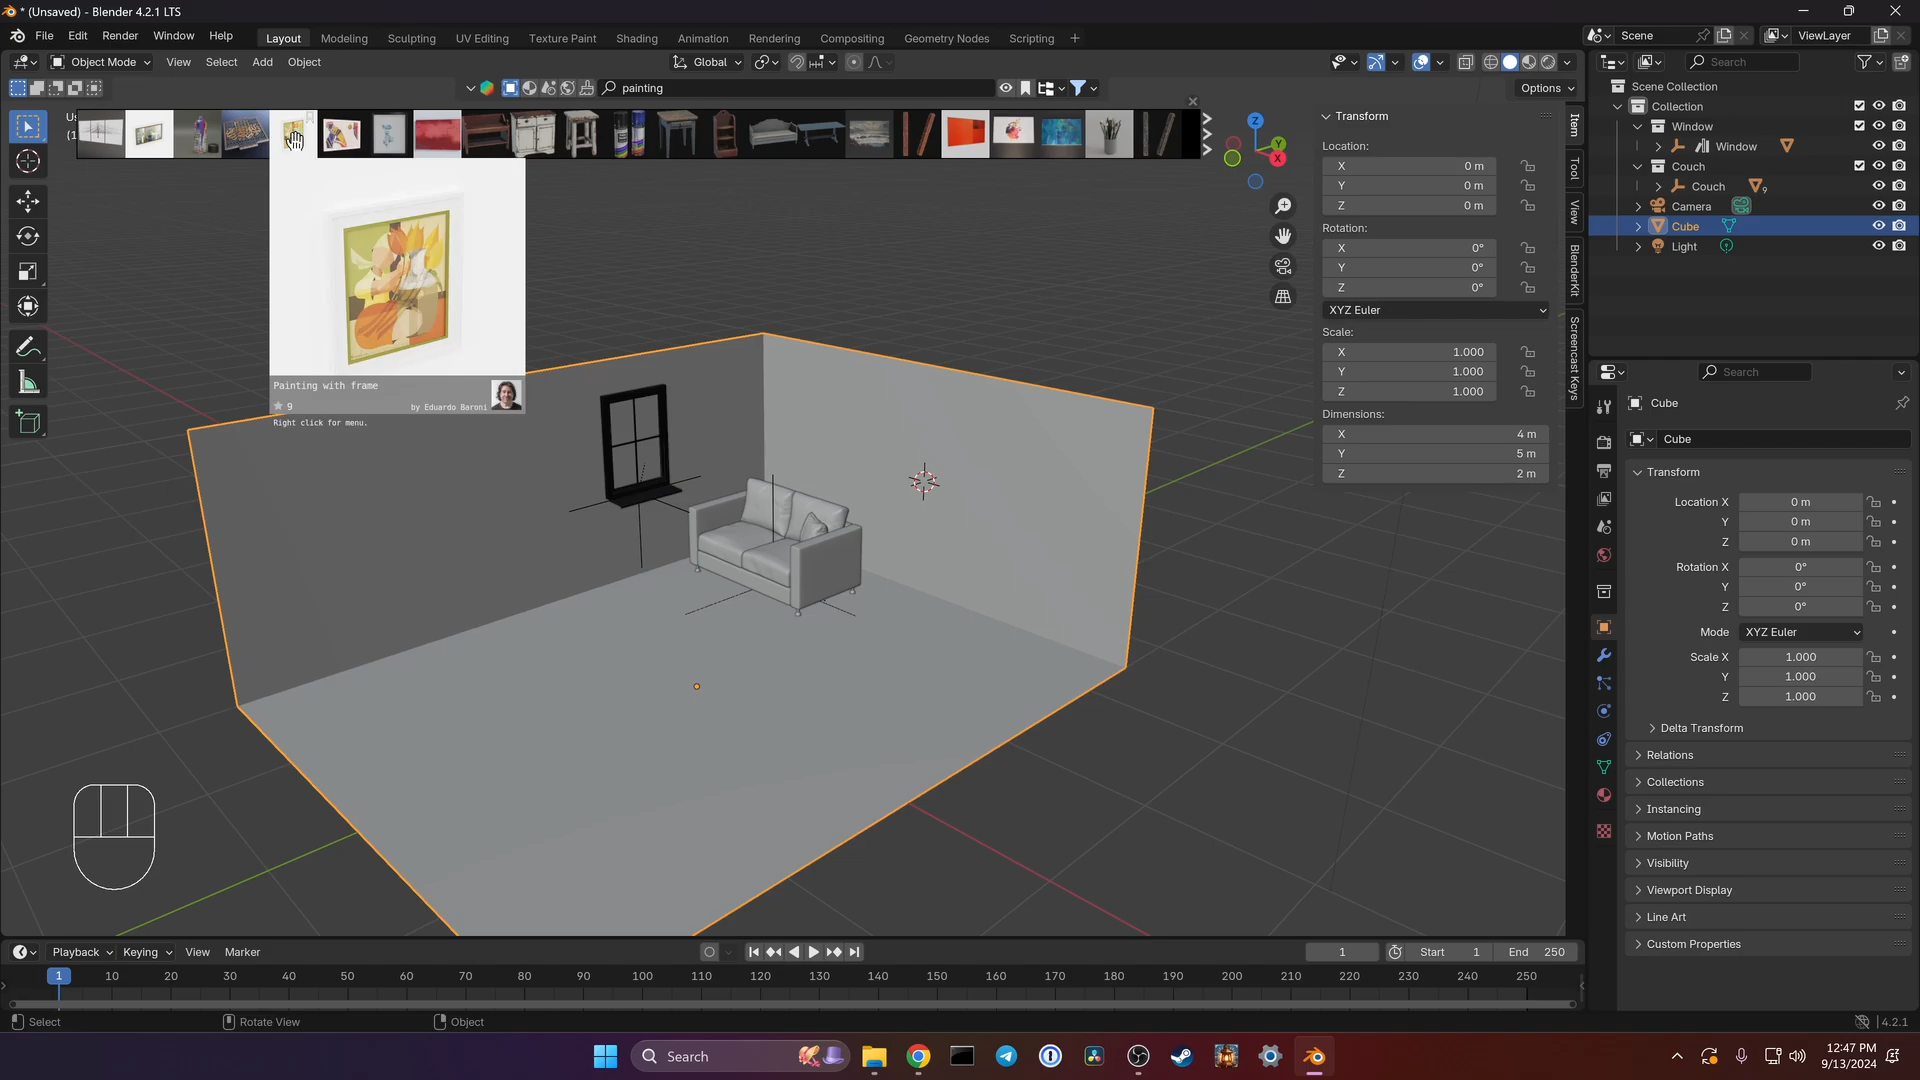 * (Unsaved) - Blender 4.2.1 LTS
File Edit Render Window Help
Layout Modeling Sculpting UV Editing Texture Paint Shading Animation Rendering Compositing Geometry Nodes Scripting +
Scene
ViewLayer
Object Mode View Select Add Object
Global
Search
painting
Options
Scene Collection
Collection
Window
Window
Couch
Couch
9
Camera
Cube
Light
Transform
Location:
X 0 m
Y 0 m
Z 0 m
Rotation:
X 0°
Y 0°
Z 0°
XYZ Euler
Scale:
X 1.000
Y 1.000
Z 1.000
Dimensions:
X 4 m
Y 5 m
Z 2 m
Item
Tool
View
BlenderKit
Screencast Keys
Z
Y
X
Painting with frame
9 by Eduardo Baroni
Right click for menu.
Search
Cube
Cube
Transform
Location X 0 m
Y 0 m
Z 0 m
Rotation X 0°
Y 0°
Z 0°
Mode XYZ Euler
Scale X 1.000
Y 1.000
Z 1.000
Delta Transform
Relations
Collections
Instancing
Motion Paths
Visibility
Viewport Display
Line Art
Custom Properties
Playback Keying View Marker
1 Start 1 End 250
1 10 20 30 40 50 60 70 80 90 100 110 120 130 140 150 160 170 180 190 200 210 220 230 240 250
Select Rotate View Object
4.2.1
Search
12:47 PM
9/13/2024